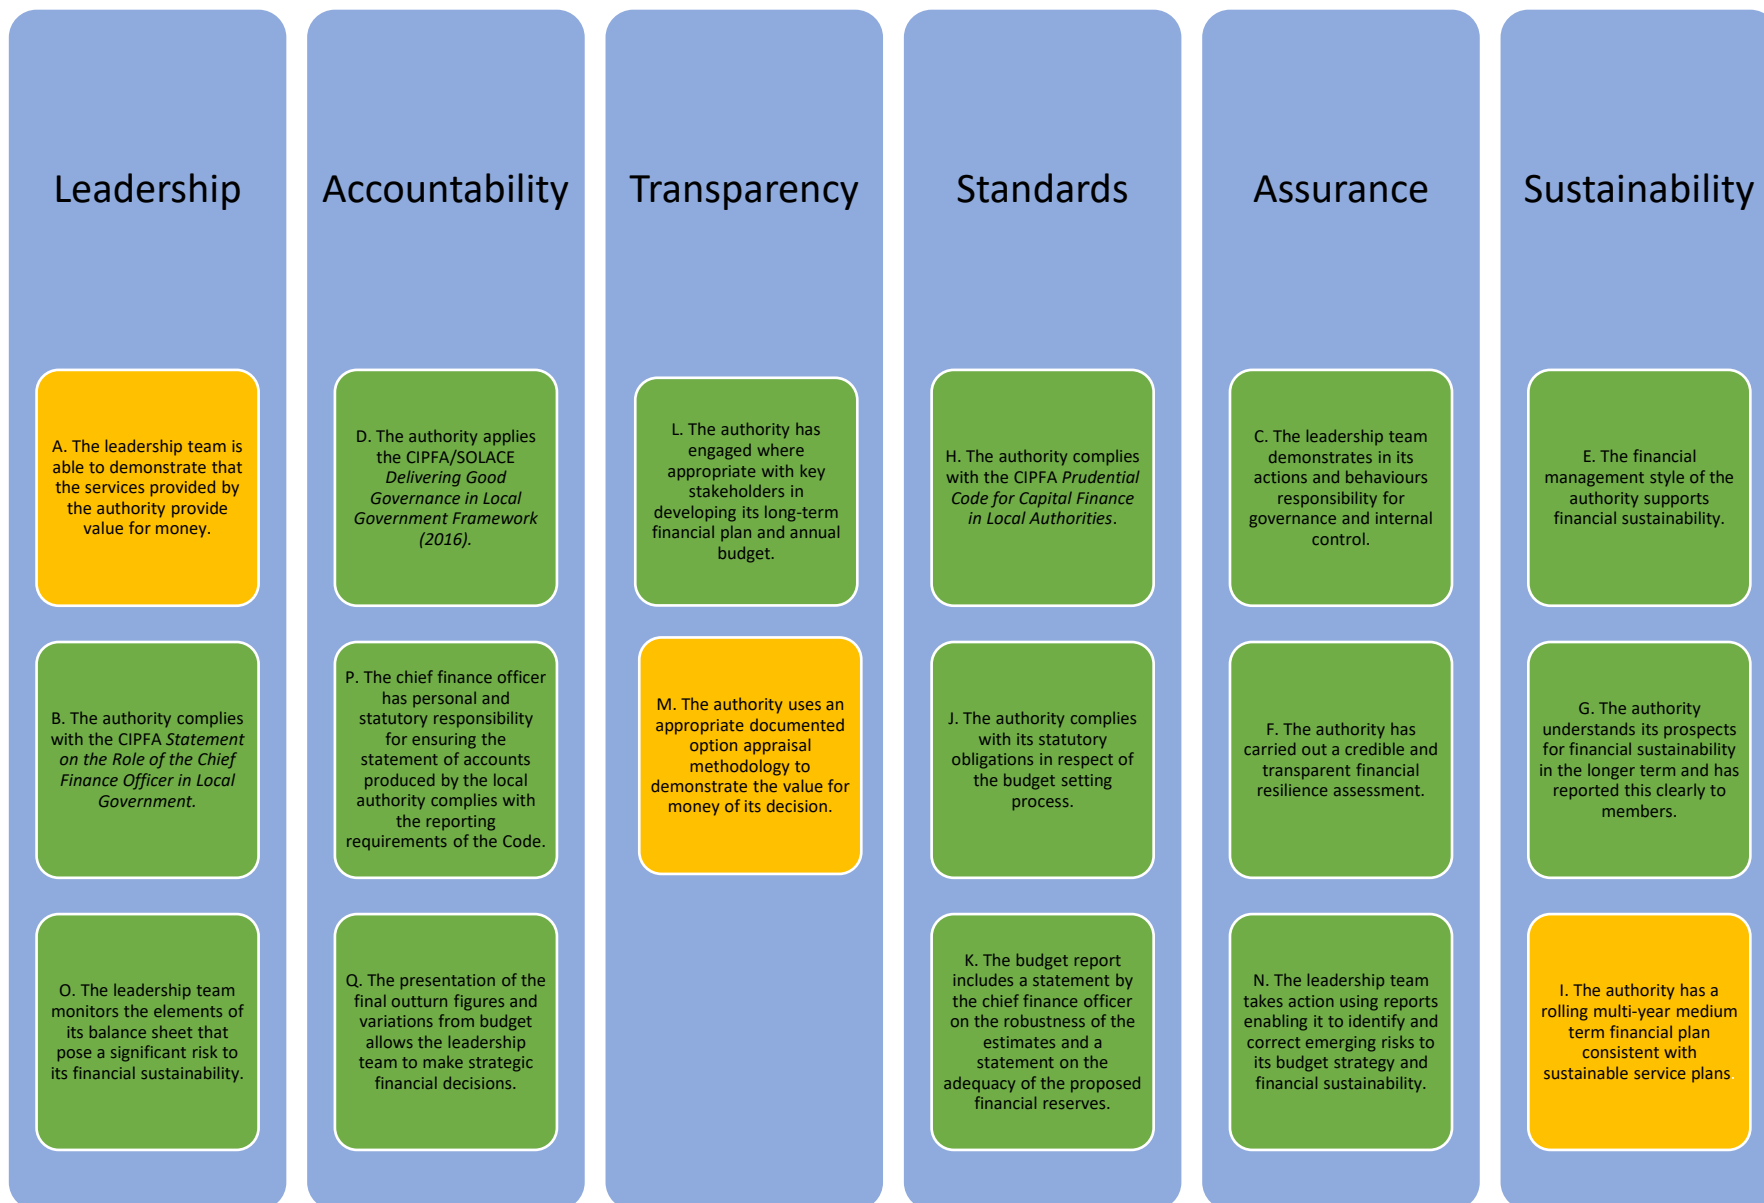 Leadership
A. The leadership team is
able to demonstrate that
the services provided by
the authority provide
value for money.
B. The authority complies
with the CIPFA Statement
on the Role of the Chief
Finance Officer in Local
Government.
O. The leadership team
monitors the elements of
its balance sheet that
pose a significant risk to
its financial sustainability.
Accountability
D. The authority applies
the CIPFA/SOLACE
Delivering Good
Governance in Local
Government Framework
(2016).
P. The chief finance officer
has personal and
statutory responsibility
for ensuring the
statement of accounts
produced by the local
authority complies with
the reporting
requirements of the Code.
Q. The presentation of the
final outturn figures and
variations from budget
allows the leadership
team to make strategic
financial decisions.
Transparency
L. The authority has
engaged where
appropriate with key
stakeholders in
developing its long-term
financial plan and annual
budget.
M. The authority uses an
appropriate documented
option appraisal
methodology to
demonstrate the value for
money of its decision.
Standards
H. The authority complies
with the CIPFA Prudential
Code for Capital Finance
in Local Authorities.
J. The authority complies
with its statutory
obligations in respect of
the budget setting
process.
K. The budget report
includes a statement by
the chief finance officer
on the robustness of the
estimates and a
statement on the
adequacy of the proposed
financial reserves.
Assurance
C. The leadership team
demonstrates in its
actions and behaviours
responsibility for
governance and internal
control.
F. The authority has
carried out a credible and
transparent financial
resilience assessment.
N. The leadership team
takes action using reports
enabling it to identify and
correct emerging risks to
its budget strategy and
financial sustainability.
Sustainability
E. The financial
management style of the
authority supports
financial sustainability.
G. The authority
understands its prospects
for financial sustainability
in the longer term and has
reported this clearly to
members.
I. The authority has a
rolling multi-year medium
term financial plan
consistent with
sustainable service plans.